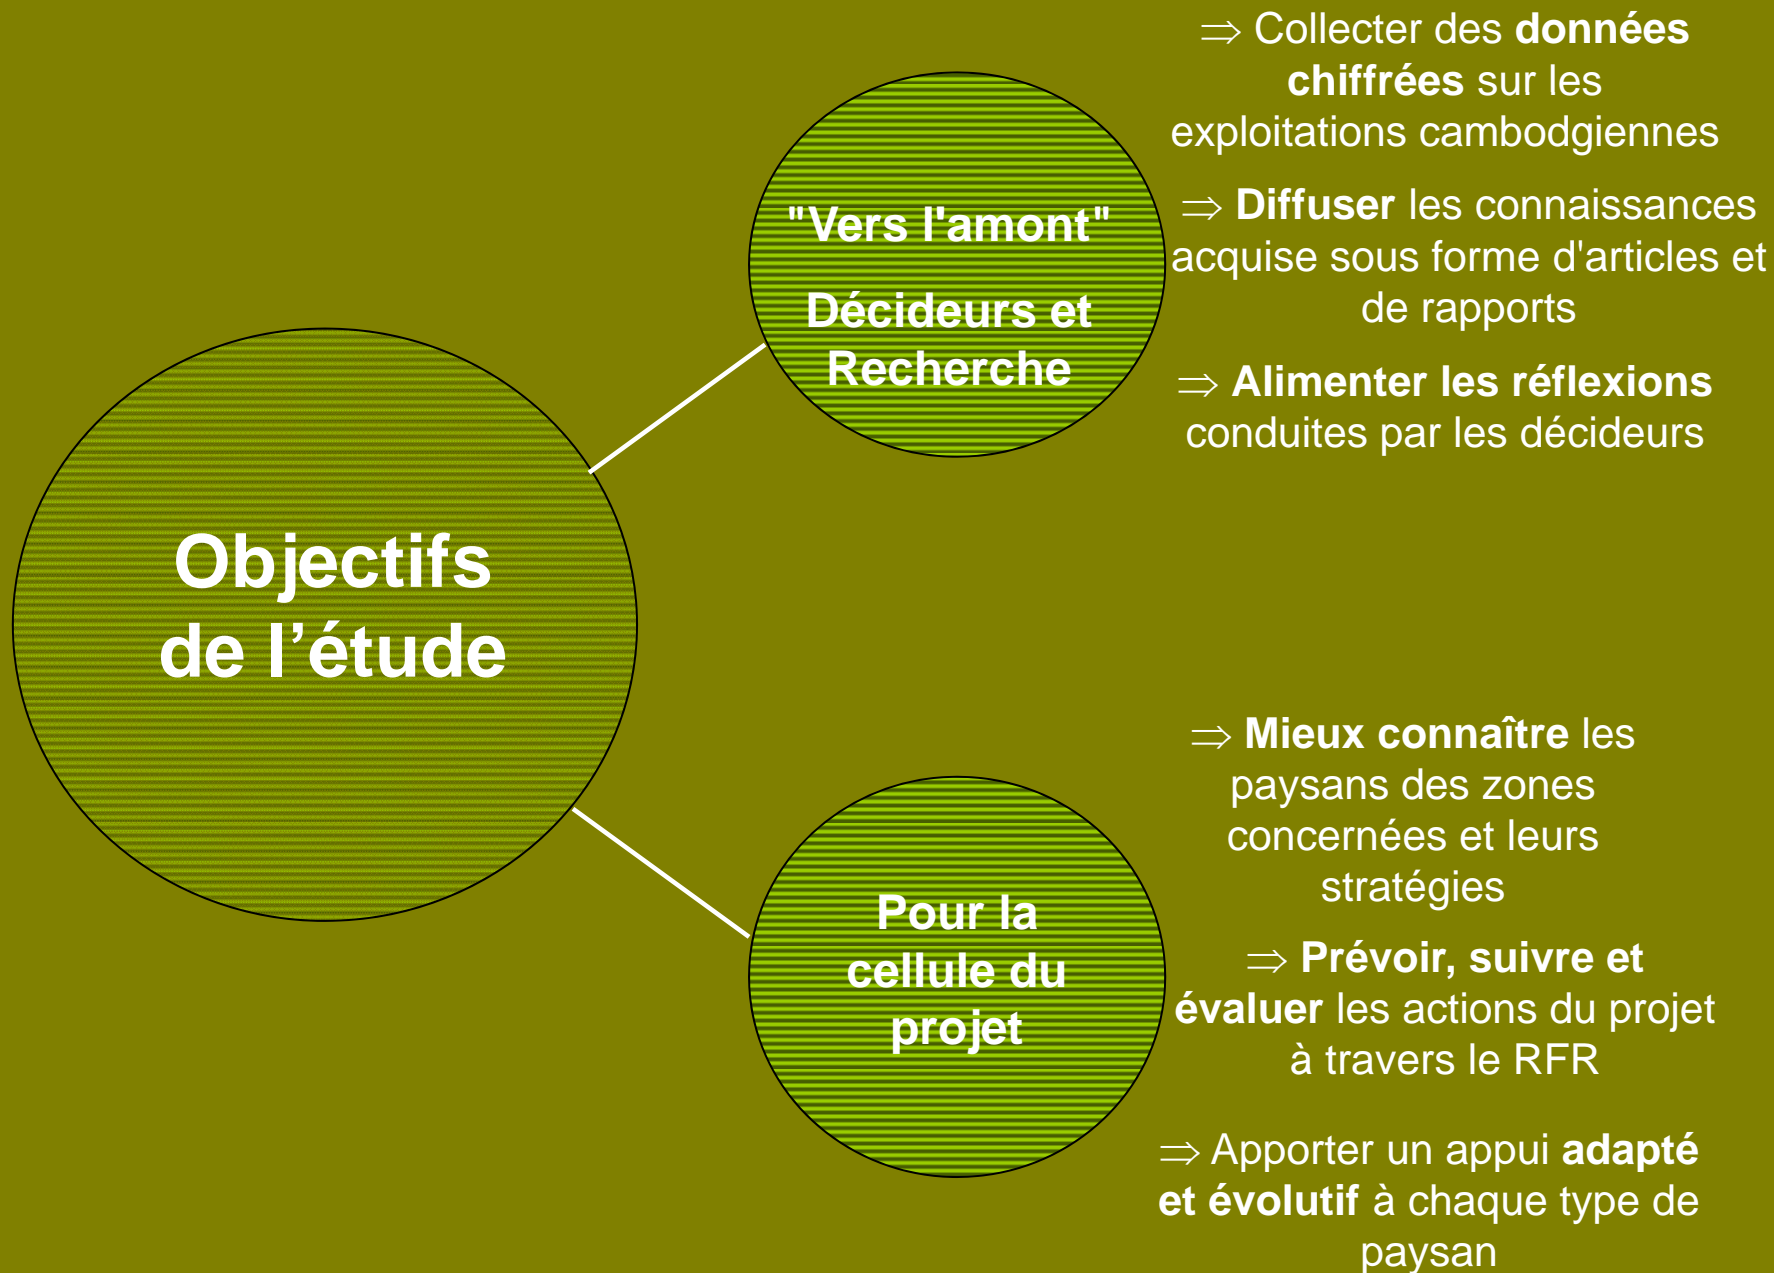 Objectifs
de l’étude
"Vers l'amont"
Décideurs et
Recherche
⇒ Collecter des données
chiffrées sur les
exploitations cambodgiennes
⇒ Diffuser les connaissances
acquise sous forme d'articles et
de rapports
⇒ Alimenter les réflexions
conduites par les décideurs
Pour la
cellule du
projet
⇒ Mieux connaître les
paysans des zones
concernées et leurs
stratégies
⇒ Prévoir, suivre et
évaluer les actions du projet
à travers le RFR
⇒ Apporter un appui adapté
et évolutif à chaque type de
paysan